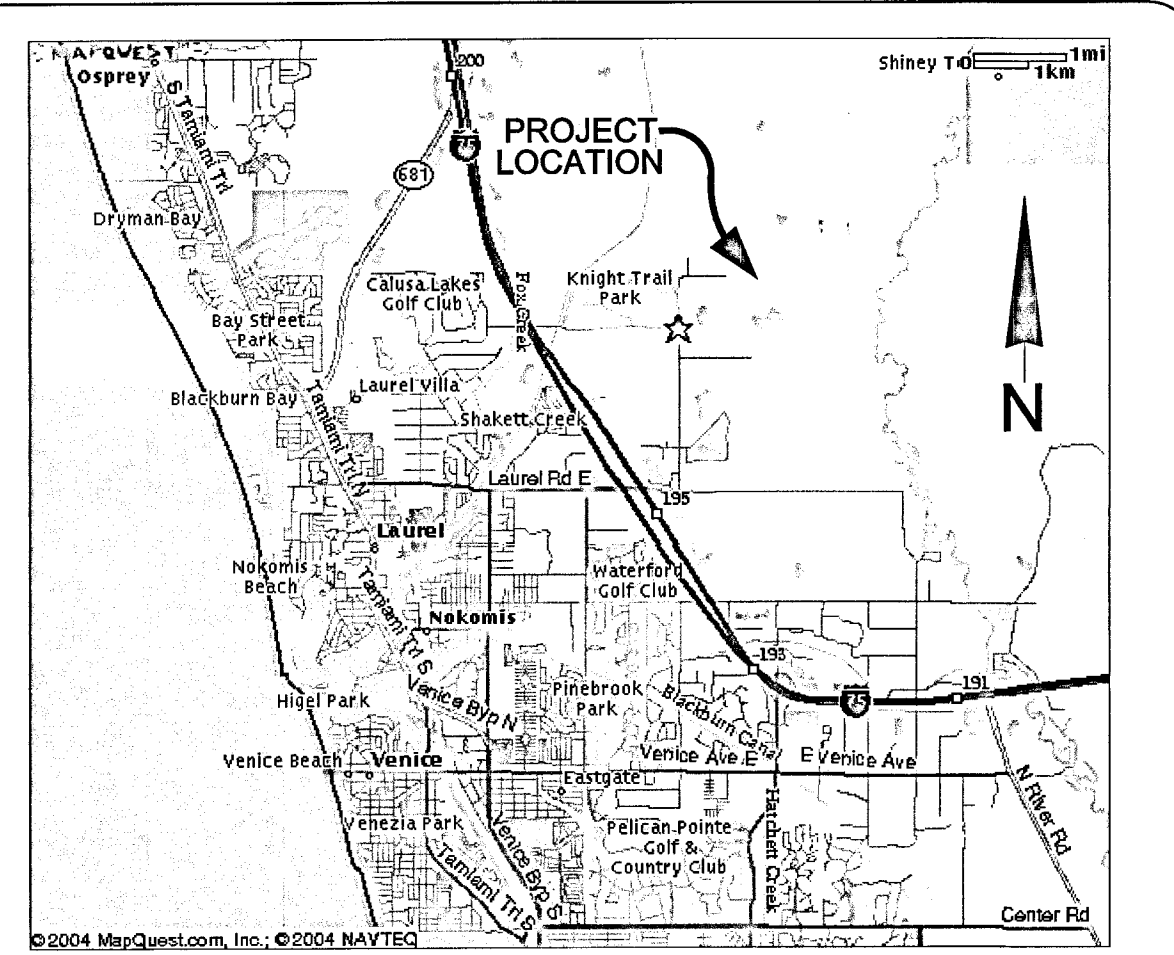 MAPQUEST
Osprey
S Tamiami Trl
200
75
681
PROJECT
LOCATION
Shiney T
1mi
1km
Dryman Bay
Calusa Lakes
Golf Club
Fox Creek
Knight Trail
Park
Bay Street
Park
Blackburn Bay
Laurel Villa
Tamiami Trl N
Shakett Creek
N
Laurel Rd E
195
Laurel
Nokomis
Beach
Waterford
Golf Club
Tamiami Trl S
Nokomis
193
191
75
Higel Park
Venice Byp N
Pinebrook
Park
Blackburn Canal
Venice Beach
Venice
Venice Ave E
E Venice Ave
Eastgate
N River Rd
Venezia Park
Venice Byp S
Pelican Pointe
Golf &
Country Club
Hatchett Creek
Tamiami Trl S
Center Rd
©2004 MapQuest.com, Inc.; ©2004 NAVTEQ